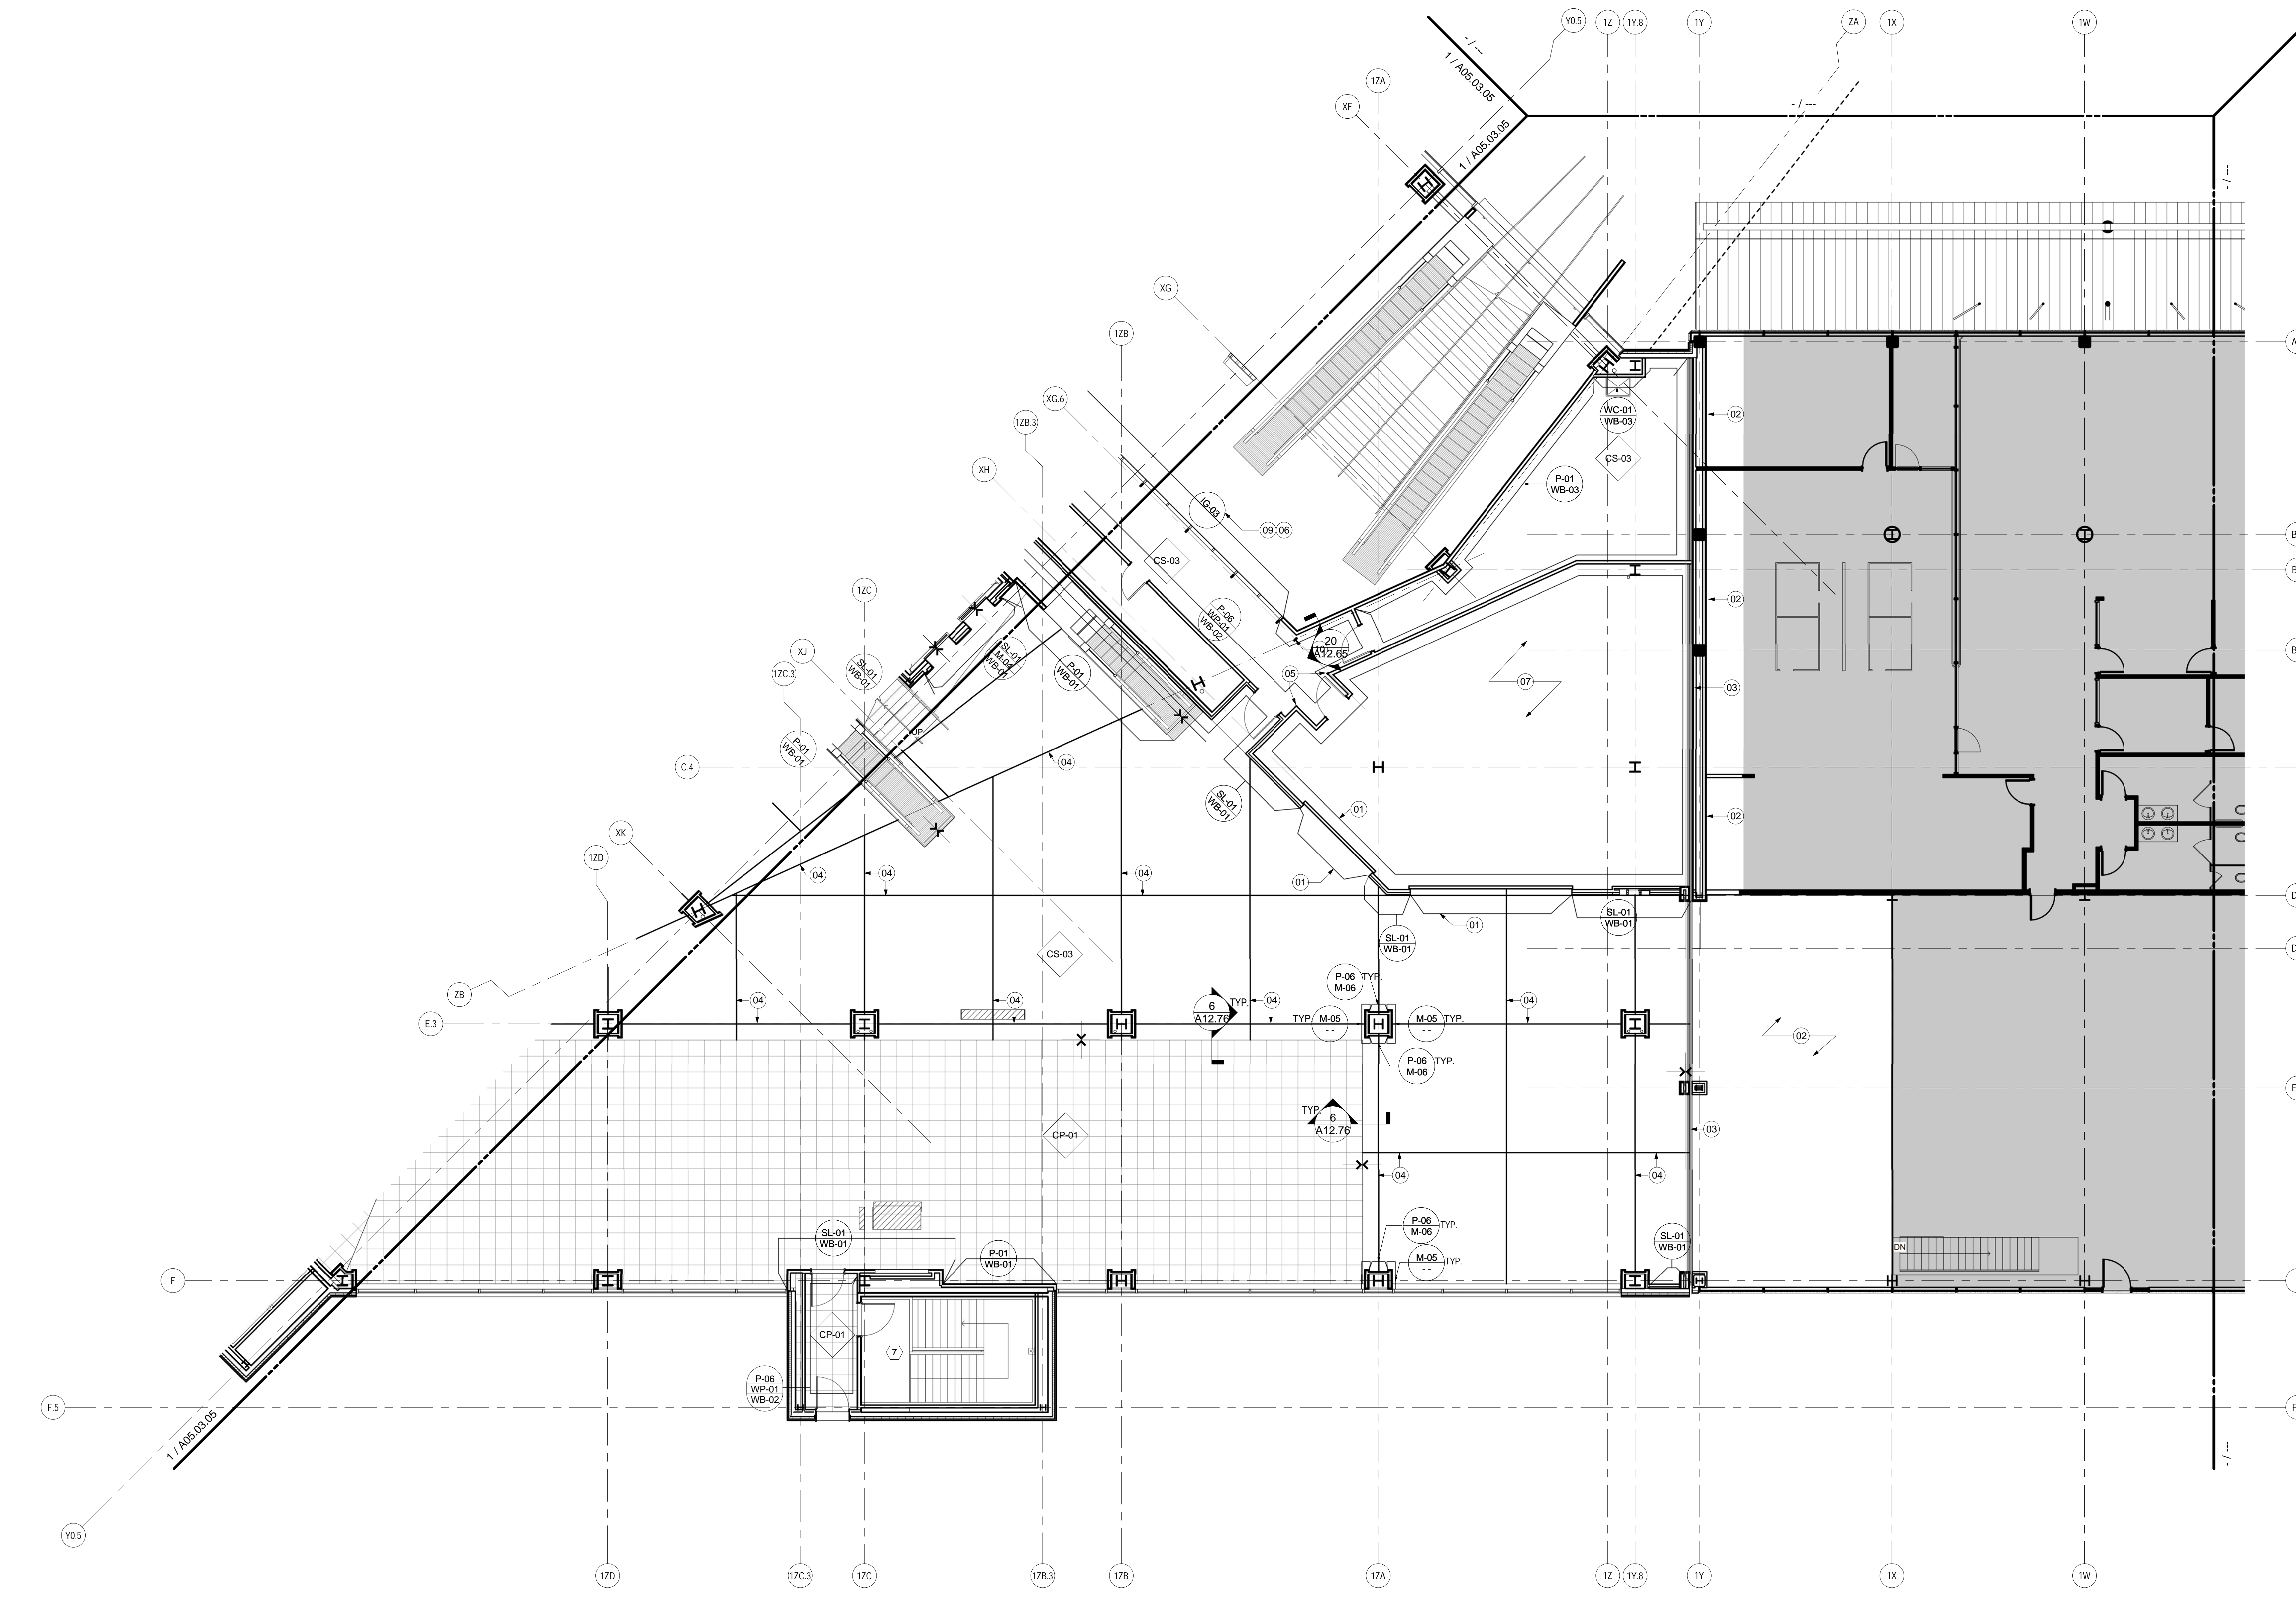 Y0.5
1Z
1Y.8
1Y
ZA
1X
1W
- / ---
1 / A05.03.05
1ZA
XF
- / ---
1 / A05.03.05
- / ---
XG
1ZB
XG.6
1ZB.3
XH
WC-01
WB-03
02
CS-03
P-01
WB-03
IG-03
09
06
CS-03
1ZC
02
P-06
WP-01
WB-02
20
A12.65
10
XJ
SL-01
WB-01
SL-01
M-04
WB-01
P-01
WB-01
1ZC.3
05
07
03
UP
P-01
WB-01
04
C.4
SL-01
WB-01
01
02
XK
1ZD
04
04
04
01
SL-01
WB-01
SL-01
WB-01
01
CS-03
P-06
M-06
TYP.
ZB
04
04
04
04
6
A12.76
TYP.
E.3
TYP.
M-05
- -
M-05
- -
TYP.
02
P-06
M-06
TYP.
TYP.
6
A12.76
CP-01
03
04
04
P-06
M-06
TYP.
SL-01
WB-01
P-01
WB-01
M-05
- -
TYP.
SL-01
WB-01
DN
F
CP-01
7
P-06
WP-01
WB-02
F.5
1 / A05.03.05
- / ---
Y0.5
1ZD
1ZC.3
1ZC
1ZB.3
1ZB
1ZA
1Z
1Y.8
1Y
1X
1W